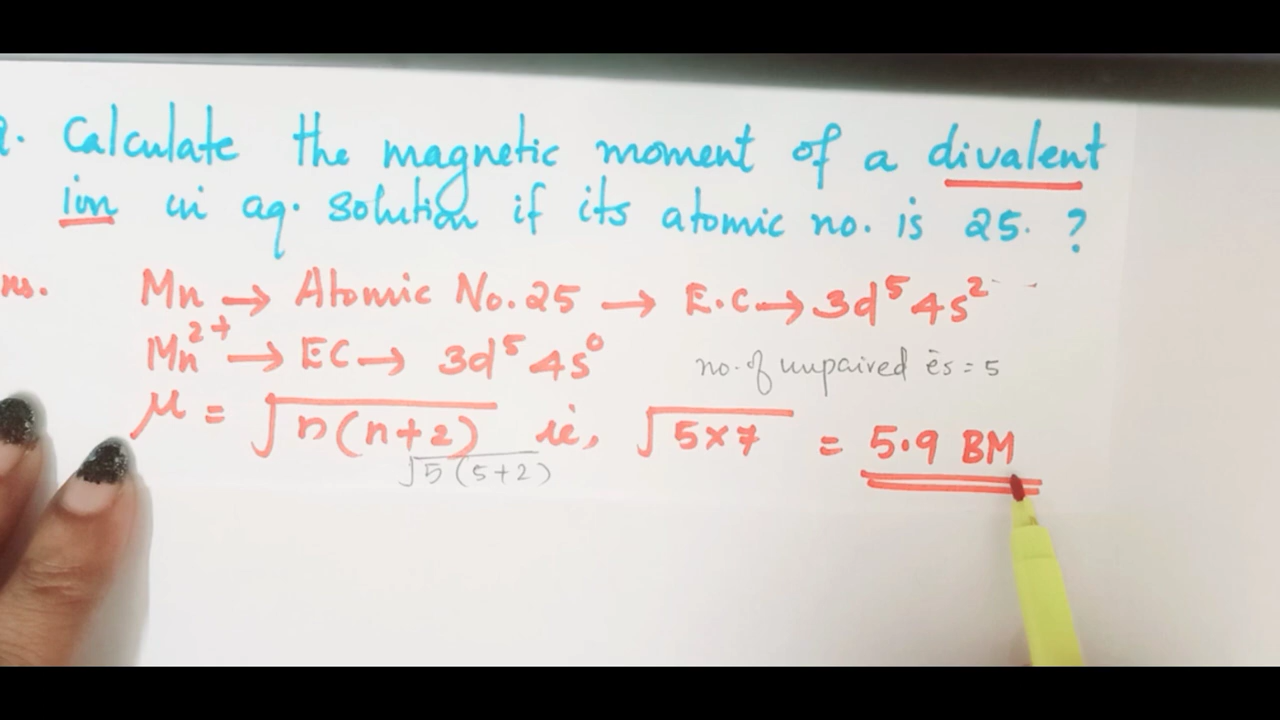 Calculate the magnetic moment of a divalent
ion in aq. solution if its atomic no. is 25. ?
Mn → Atomic No. 25 → E.C → 3d⁵ 4s²
Mn²⁺ → EC → 3d⁵ 4s⁰ no. of unpaired ēs = 5
μ = √n(n+2) ie, √5×7 = 5.9 BM
√5(5+2)